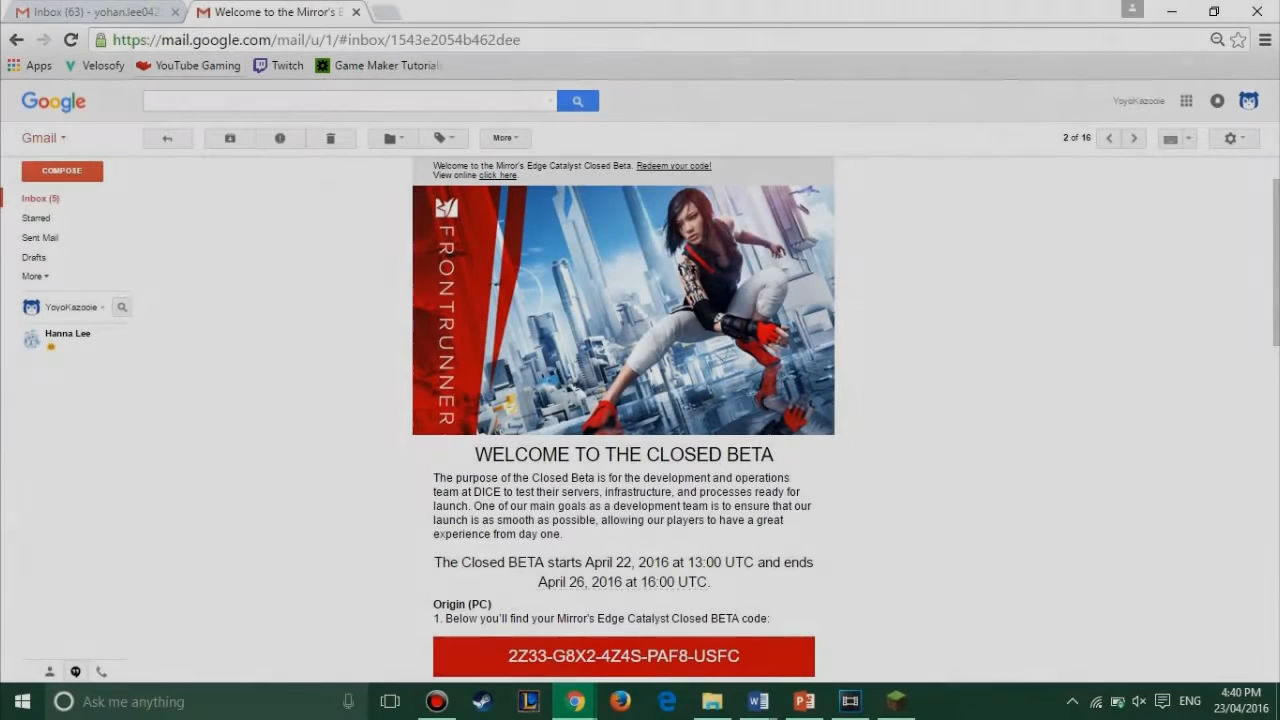 Inbox (63) - yohan.lee042
Welcome to the Mirror's E
https://mail.google.com/mail/u/1/#inbox/1543e2054b462dee
Apps
Velosofy
YouTube Gaming
Twitch
Game Maker Tutorial
Google
YoyoKazooie
Gmail
More
2 of 16
COMPOSE
Inbox (5)
Starred
Sent Mail
Drafts
More
YoyoKazooie
Hanna Lee
Welcome to the Mirror's Edge Catalyst Closed Beta. Redeem your code!
View online click here.
FRONTRUNNER
WELCOME TO THE CLOSED BETA
The purpose of the Closed Beta is for the development and operations
team at DICE to test their servers, infrastructure, and processes ready for
launch. One of our main goals as a development team is to ensure that our
launch is as smooth as possible, allowing our players to have a great
experience from day one.
The Closed BETA starts April 22, 2016 at 13:00 UTC and ends
April 26, 2016 at 16:00 UTC.
Origin (PC)
1. Below you'll find your Mirror's Edge Catalyst Closed BETA code:
2Z33-G8X2-4Z4S-PAF8-USFC
Ask me anything
ENG
4:40 PM
23/04/2016